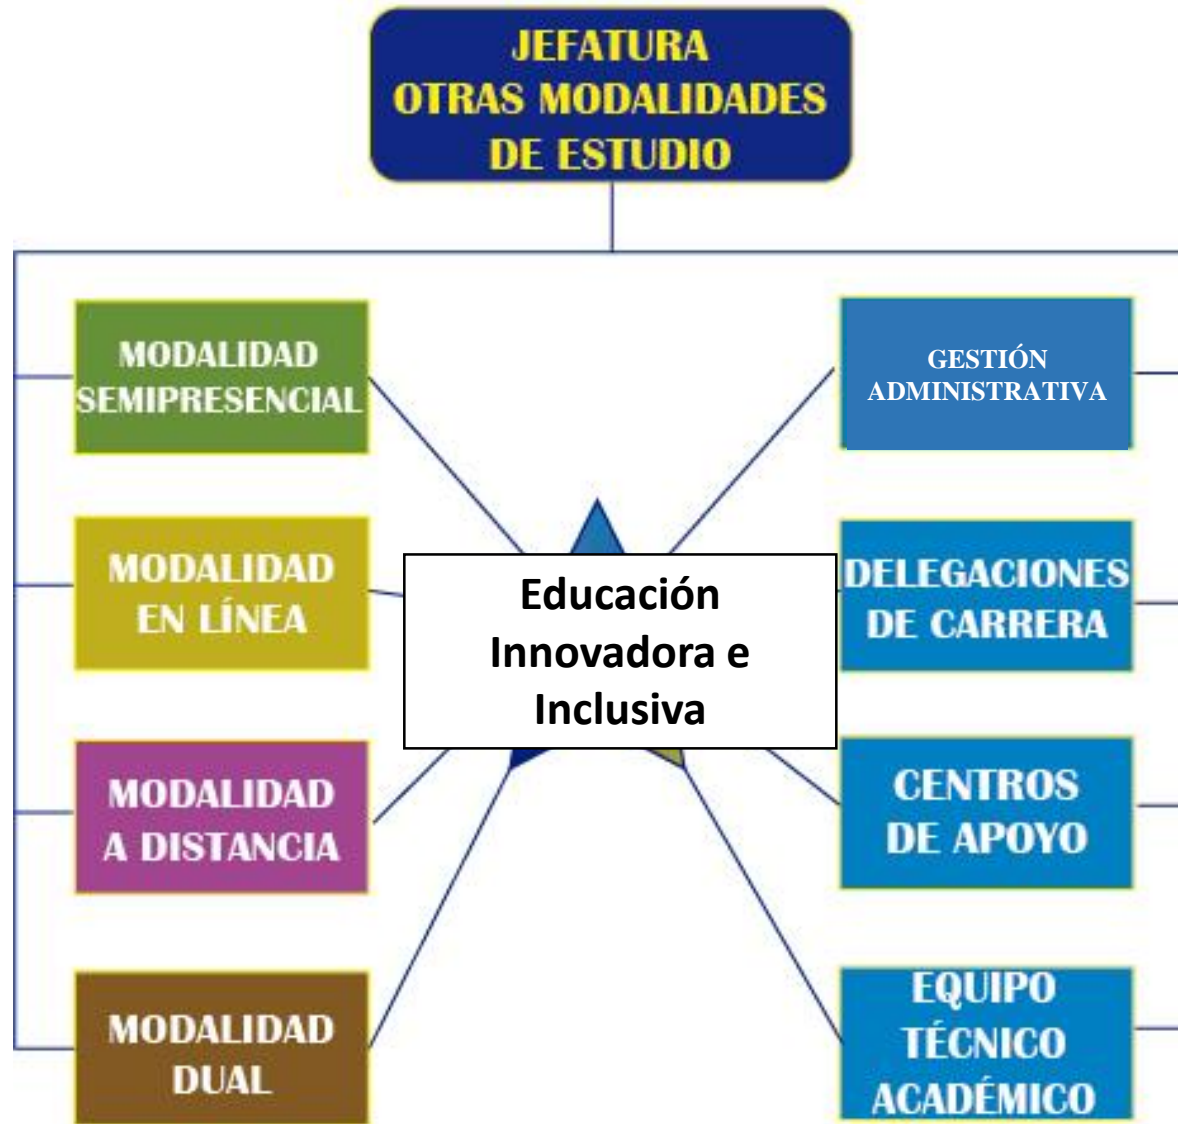 JEFATURA
OTRAS MODALIDADES
DE ESTUDIO
MODALIDAD
SEMIPRESENCIAL
MODALIDAD
EN LÍNEA
MODALIDAD
A DISTANCIA
MODALIDAD
DUAL
Educación
Innovadora e
Inclusiva
GESTIÓN
ADMINISTRATIVA
DELEGACIONES
DE CARRERA
CENTROS
DE APOYO
EQUIPO
TÉCNICO
ACADÉMICO